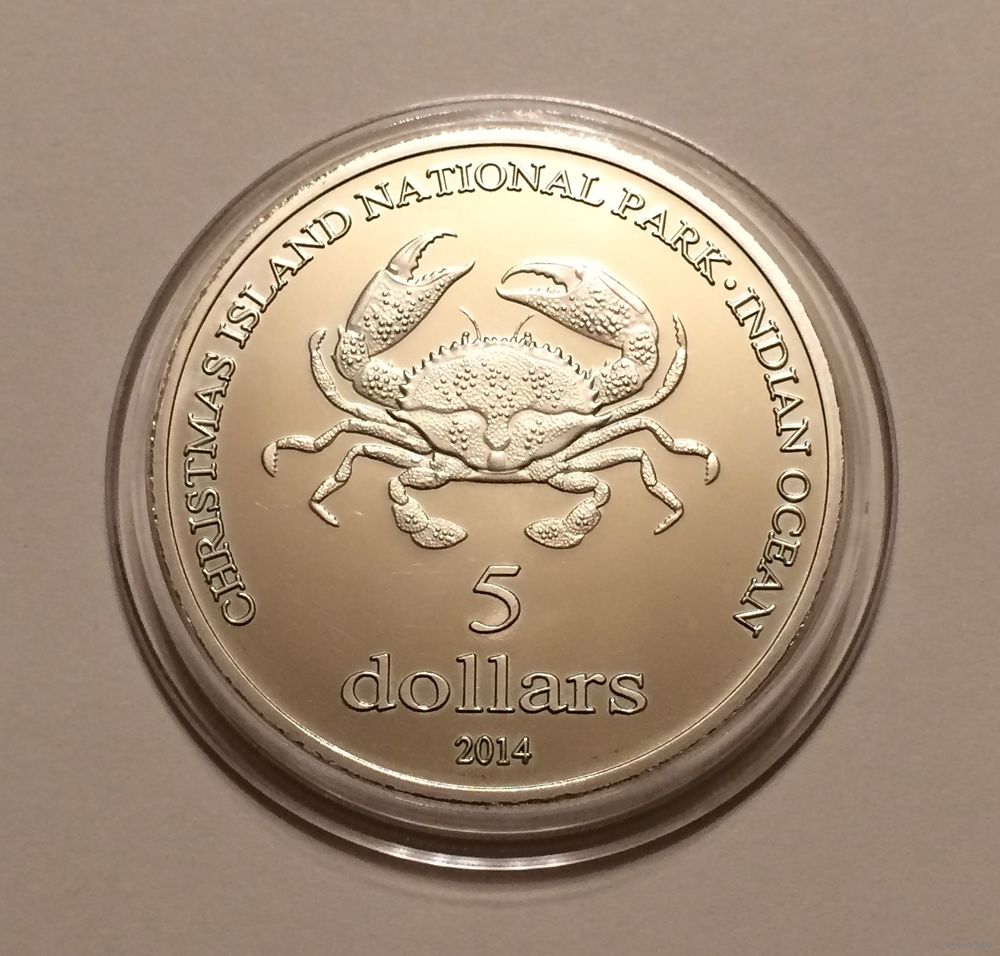 CHRISTMAS ISLAND NATIONAL PARK · INDIAN OCEAN
5
dollars
2014